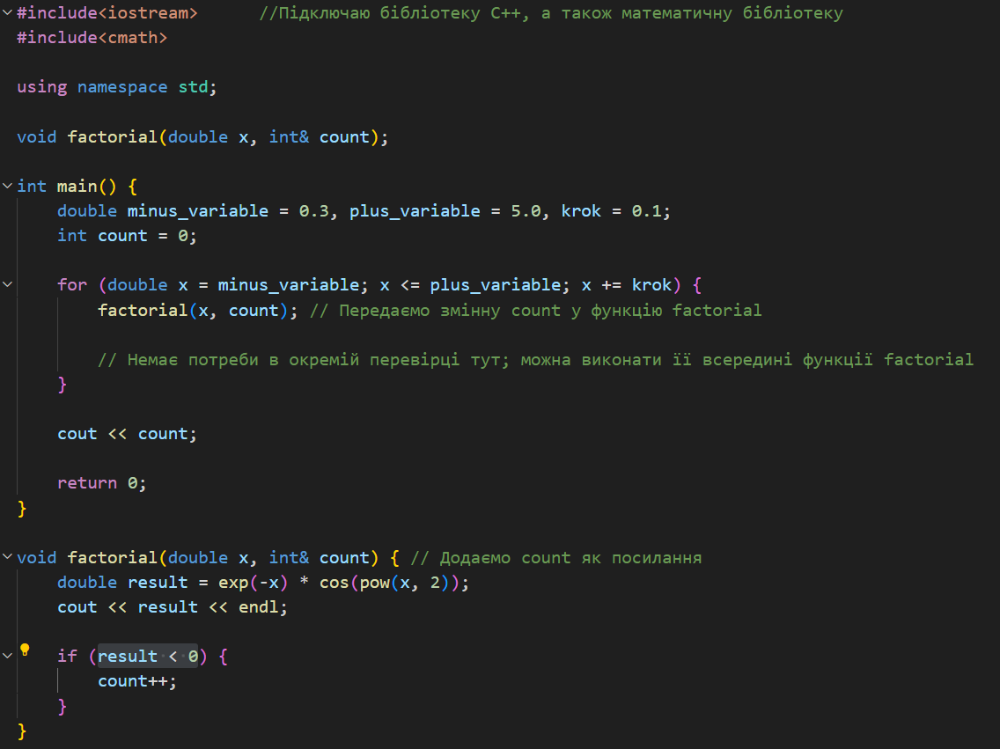 #include<iostream>      //Підключаю бібліотеку C++, а також математичну бібліотеку
#include<cmath>
using namespace std;
void factorial(double x, int& count);
int main() {
    double minus_variable = 0.3, plus_variable = 5.0, krok = 0.1;
    int count = 0;
    for (double x = minus_variable; x <= plus_variable; x += krok) {
        factorial(x, count); // Передаємо змінну count у функцію factorial
        // Немає потреби в окремій перевірці тут; можна виконати її всередині функції factorial
    }
    cout << count;
    return 0;
}
void factorial(double x, int& count) { // Додаємо count як посилання
    double result = exp(-x) * cos(pow(x, 2));
    cout << result << endl;
    if (result < 0) {
        count++;
    }
}